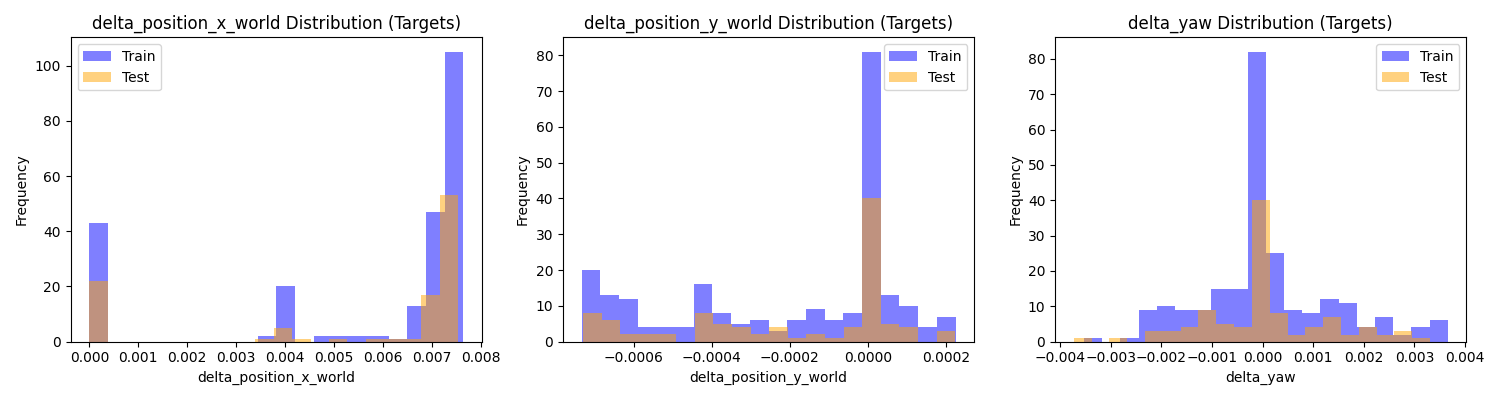 delta_position_x_world Distribution (Targets)
Train
Test
100
80
60
40
20
0
Frequency
0.000 0.001 0.002 0.003 0.004 0.005 0.006 0.007 0.008
delta_position_x_world
delta_position_y_world Distribution (Targets)
Train
Test
80
70
60
50
40
30
20
10
0
Frequency
−0.0006 −0.0004 −0.0002 0.0000 0.0002
delta_position_y_world
delta_yaw Distribution (Targets)
Train
Test
80
70
60
50
40
30
20
10
0
Frequency
−0.004 −0.003 −0.002 −0.001 0.000 0.001 0.002 0.003 0.004
delta_yaw